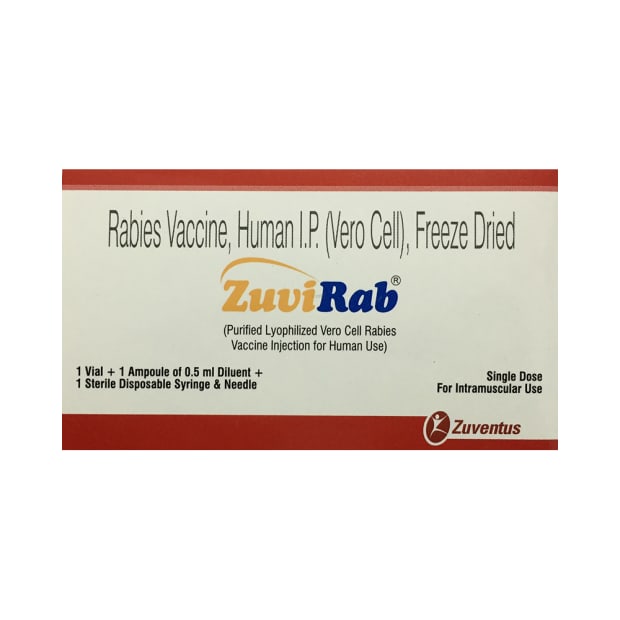 Rabies Vaccine, Human I.P. (Vero Cell), Freeze Dried
ZuviRab®
(Purified Lyophilized Vero Cell Rabies
Vaccine Injection for Human Use)
1 Vial + 1 Ampoule of 0.5 ml Diluent +
1 Sterile Disposable Syringe & Needle
Single Dose
For Intramuscular Use
Zuventus